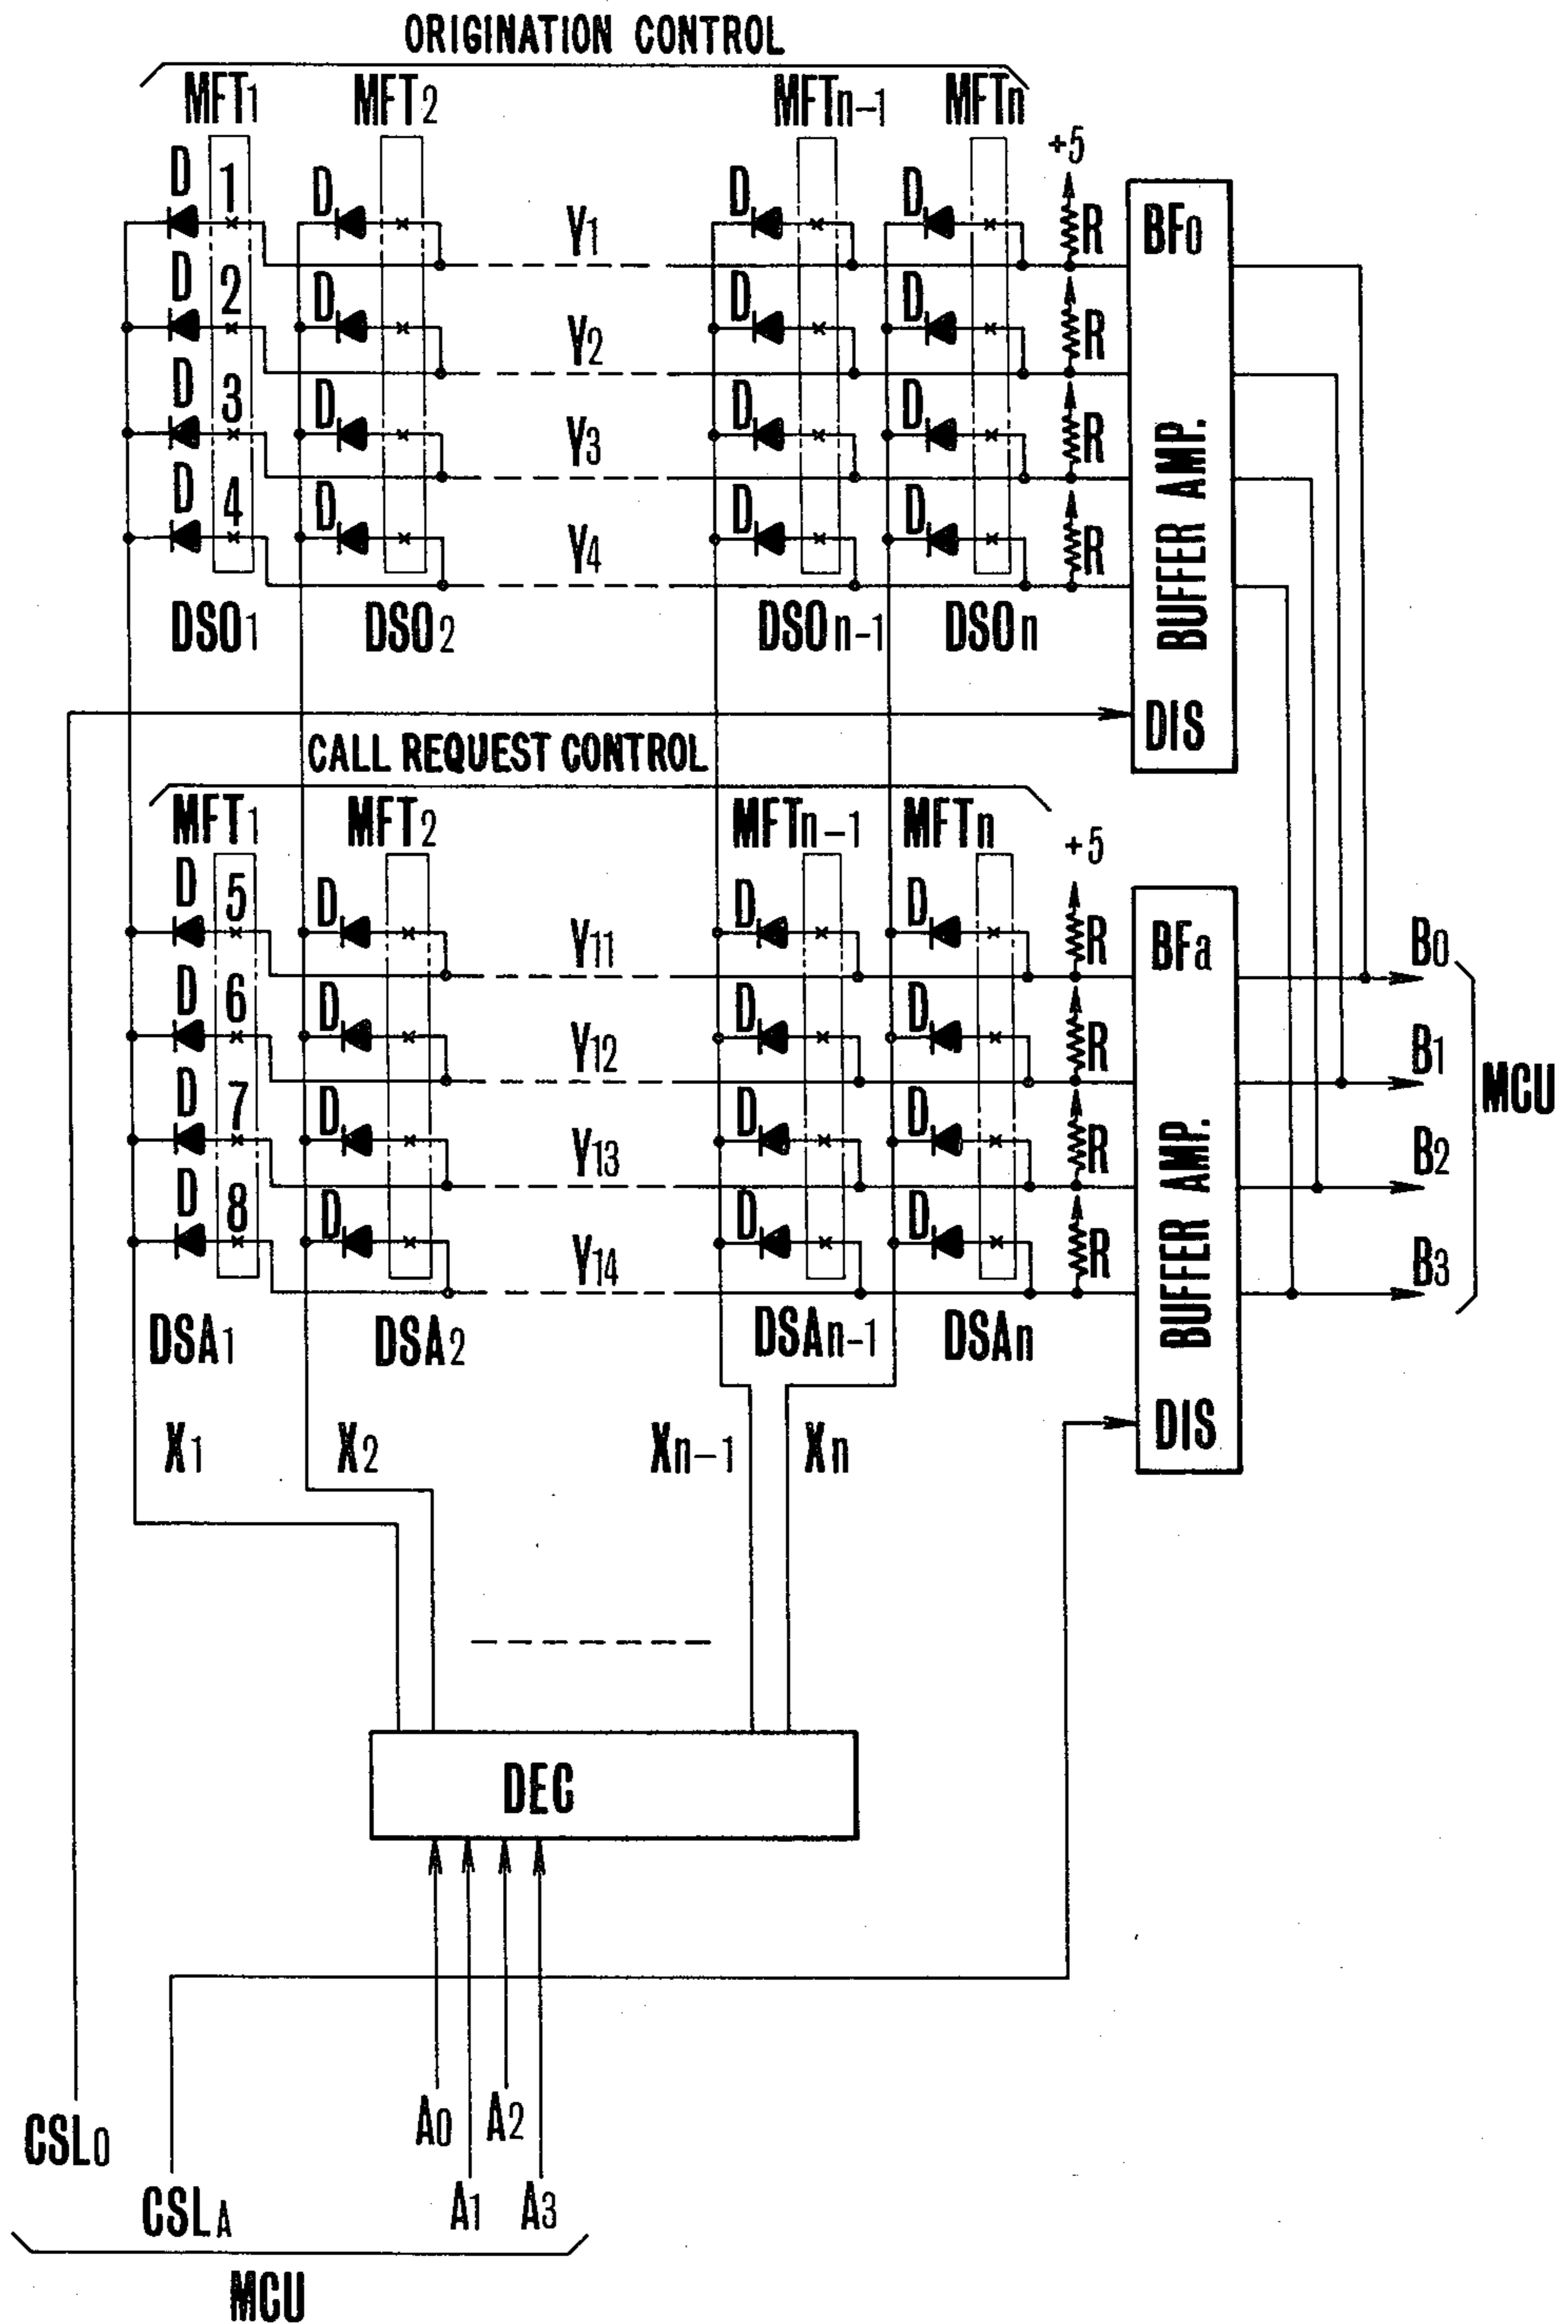 ORIGINATION CONTROL
MFT1 MFT2 MFTn-1 MFTn
+5
D 1 D D D R BFO
Y1
D 2 D D D R
Y2
D 3 D D D R
Y3
D 4 D D D R
Y4
BUFFER AMP.
DSO1 DSO2 DSOn-1 DSOn
DIS
CALL REQUEST CONTROL
MFT1 MFT2 MFTn-1 MFTn
+5
D 5 D D D R BFa
Y11 B0
D 6 D D D R
Y12 B1
MCU
D 7 D D D R
Y13 B2
D 8 D D D R
Y14 B3
BUFFER AMP.
DSA1 DSA2 DSAn-1 DSAn
DIS
X1 X2 Xn-1 Xn
DEC
CSLO A0 A2
CSLA A1 A3
MCU